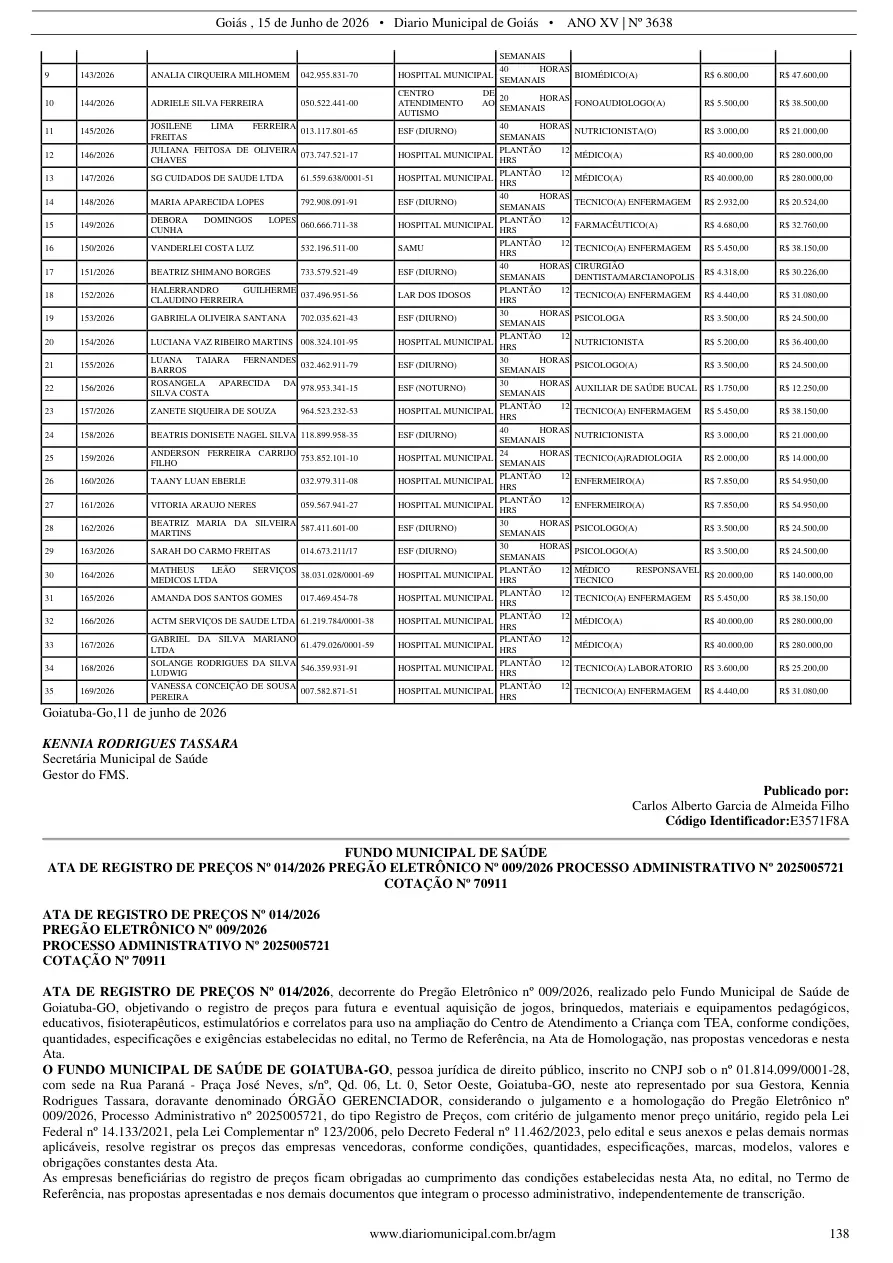 Goiás , 15 de Junho de 2026 • Diario Municipal de Goiás • ANO XV | Nº 3638
SEMANAIS
9 143/2026 ANALIA CIRQUEIRA MILHOMEM 042.955.831-70 HOSPITAL MUNICIPAL 40 HORAS SEMANAIS BIOMÉDICO(A) R$ 6.800,00 R$ 47.600,00
10 144/2026 ADRIELE SILVA FERREIRA 050.522.441-00 CENTRO DE ATENDIMENTO AO AUTISMO 20 HORAS SEMANAIS FONOAUDIOLOGO(A) R$ 5.500,00 R$ 38.500,00
11 145/2026 JOSILENE LIMA FERREIRA FREITAS 013.117.801-65 ESF (DIURNO) 40 HORAS SEMANAIS NUTRICIONISTA(O) R$ 3.000,00 R$ 21.000,00
12 146/2026 JULIANA FEITOSA DE OLIVEIRA CHAVES 073.747.521-17 HOSPITAL MUNICIPAL PLANTÃO 12 HRS MÉDICO(A) R$ 40.000,00 R$ 280.000,00
13 147/2026 SG CUIDADOS DE SAUDE LTDA 61.559.638/0001-51 HOSPITAL MUNICIPAL PLANTÃO 12 HRS MÉDICO(A) R$ 40.000,00 R$ 280.000,00
14 148/2026 MARIA APARECIDA LOPES 792.908.091-91 ESF (DIURNO) 40 HORAS SEMANAIS TECNICO(A) ENFERMAGEM R$ 2.932,00 R$ 20.524,00
15 149/2026 DEBORA DOMINGOS LOPES CUNHA 060.666.711-38 HOSPITAL MUNICIPAL PLANTÃO 12 HRS FARMACÊUTICO(A) R$ 4.680,00 R$ 32.760,00
16 150/2026 VANDERLEI COSTA LUZ 532.196.511-00 SAMU PLANTÃO 12 HRS TECNICO(A) ENFERMAGEM R$ 5.450,00 R$ 38.150,00
17 151/2026 BEATRIZ SHIMANO BORGES 733.579.521-49 ESF (DIURNO) 40 HORAS SEMANAIS CIRURGIÃO DENTISTA/MARCIANOPOLIS R$ 4.318,00 R$ 30.226,00
18 152/2026 HALERRANDRO GUILHERME CLAUDINO FERREIRA 037.496.951-56 LAR DOS IDOSOS PLANTÃO 12 HRS TECNICO(A) ENFERMAGEM R$ 4.440,00 R$ 31.080,00
19 153/2026 GABRIELA OLIVEIRA SANTANA 702.035.621-43 ESF (DIURNO) 30 HORAS SEMANAIS PSICOLOGA R$ 3.500,00 R$ 24.500,00
20 154/2026 LUCIANA VAZ RIBEIRO MARTINS 008.324.101-95 HOSPITAL MUNICIPAL PLANTÃO 12 HRS NUTRICIONISTA R$ 5.200,00 R$ 36.400,00
21 155/2026 LUANA TAIARA FERNANDES BARROS 032.462.911-79 ESF (DIURNO) 30 HORAS SEMANAIS PSICOLOGO(A) R$ 3.500,00 R$ 24.500,00
22 156/2026 ROSANGELA APARECIDA DA SILVA COSTA 978.953.341-15 ESF (NOTURNO) 30 HORAS SEMANAIS AUXILIAR DE SAÚDE BUCAL R$ 1.750,00 R$ 12.250,00
23 157/2026 ZANETE SIQUEIRA DE SOUZA 964.523.232-53 HOSPITAL MUNICIPAL PLANTÃO 12 HRS TECNICO(A) ENFERMAGEM R$ 5.450,00 R$ 38.150,00
24 158/2026 BEATRIS DONISETE NAGEL SILVA 118.899.958-35 ESF (DIURNO) 40 HORAS SEMANAIS NUTRICIONISTA R$ 3.000,00 R$ 21.000,00
25 159/2026 ANDERSON FERREIRA CARRIJO FILHO 753.852.101-10 HOSPITAL MUNICIPAL 24 HORAS SEMANAIS TECNICO(A)RADIOLOGIA R$ 2.000,00 R$ 14.000,00
26 160/2026 TAANY LUAN EBERLE 032.979.311-08 HOSPITAL MUNICIPAL PLANTÃO 12 HRS ENFERMEIRO(A) R$ 7.850,00 R$ 54.950,00
27 161/2026 VITORIA ARAUJO NERES 059.567.941-27 HOSPITAL MUNICIPAL PLANTÃO 12 HRS ENFERMEIRO(A) R$ 7.850,00 R$ 54.950,00
28 162/2026 BEATRIZ MARIA DA SILVEIRA MARTINS 587.411.601-00 ESF (DIURNO) 30 HORAS SEMANAIS PSICOLOGO(A) R$ 3.500,00 R$ 24.500,00
29 163/2026 SARAH DO CARMO FREITAS 014.673.211/17 ESF (DIURNO) 30 HORAS SEMANAIS PSICOLOGO(A) R$ 3.500,00 R$ 24.500,00
30 164/2026 MATHEUS LEÃO SERVIÇOS MEDICOS LTDA 38.031.028/0001-69 HOSPITAL MUNICIPAL PLANTÃO 12 HRS MÉDICO RESPONSAVEL TECNICO R$ 20.000,00 R$ 140.000,00
31 165/2026 AMANDA DOS SANTOS GOMES 017.469.454-78 HOSPITAL MUNICIPAL PLANTÃO 12 HRS TECNICO(A) ENFERMAGEM R$ 5.450,00 R$ 38.150,00
32 166/2026 ACTM SERVIÇOS DE SAUDE LTDA 61.219.784/0001-38 HOSPITAL MUNICIPAL PLANTÃO 12 HRS MÉDICO(A) R$ 40.000,00 R$ 280.000,00
33 167/2026 GABRIEL DA SILVA MARIANO LTDA 61.479.026/0001-59 HOSPITAL MUNICIPAL PLANTÃO 12 HRS MÉDICO(A) R$ 40.000,00 R$ 280.000,00
34 168/2026 SOLANGE RODRIGUES DA SILVA LUDWIG 546.359.931-91 HOSPITAL MUNICIPAL PLANTÃO 12 HRS TECNICO(A) LABORATORIO R$ 3.600,00 R$ 25.200,00
35 169/2026 VANESSA CONCEIÇÃO DE SOUSA PEREIRA 007.582.871-51 HOSPITAL MUNICIPAL PLANTÃO 12 HRS TECNICO(A) ENFERMAGEM R$ 4.440,00 R$ 31.080,00
Goiatuba-Go,11 de junho de 2026
KENNIA RODRIGUES TASSARA
Secretária Municipal de Saúde
Gestor do FMS.
Publicado por:
Carlos Alberto Garcia de Almeida Filho
Código Identificador:E3571F8A
FUNDO MUNICIPAL DE SAÚDE
ATA DE REGISTRO DE PREÇOS Nº 014/2026 PREGÃO ELETRÔNICO Nº 009/2026 PROCESSO ADMINISTRATIVO Nº 2025005721
COTAÇÃO Nº 70911
ATA DE REGISTRO DE PREÇOS Nº 014/2026
PREGÃO ELETRÔNICO Nº 009/2026
PROCESSO ADMINISTRATIVO Nº 2025005721
COTAÇÃO Nº 70911
ATA DE REGISTRO DE PREÇOS Nº 014/2026, decorrente do Pregão Eletrônico nº 009/2026, realizado pelo Fundo Municipal de Saúde de
Goiatuba-GO, objetivando o registro de preços para futura e eventual aquisição de jogos, brinquedos, materiais e equipamentos pedagógicos,
educativos, fisioterapêuticos, estimulatórios e correlatos para uso na ampliação do Centro de Atendimento a Criança com TEA, conforme condições,
quantidades, especificações e exigências estabelecidas no edital, no Termo de Referência, na Ata de Homologação, nas propostas vencedoras e nesta
Ata.
O FUNDO MUNICIPAL DE SAÚDE DE GOIATUBA-GO, pessoa jurídica de direito público, inscrito no CNPJ sob o nº 01.814.099/0001-28,
com sede na Rua Paraná - Praça José Neves, s/nº, Qd. 06, Lt. 0, Setor Oeste, Goiatuba-GO, neste ato representado por sua Gestora, Kennia
Rodrigues Tassara, doravante denominado ÓRGÃO GERENCIADOR, considerando o julgamento e a homologação do Pregão Eletrônico nº
009/2026, Processo Administrativo nº 2025005721, do tipo Registro de Preços, com critério de julgamento menor preço unitário, regido pela Lei
Federal nº 14.133/2021, pela Lei Complementar nº 123/2006, pelo Decreto Federal nº 11.462/2023, pelo edital e seus anexos e pelas demais normas
aplicáveis, resolve registrar os preços das empresas vencedoras, conforme condições, quantidades, especificações, marcas, modelos, valores e
obrigações constantes desta Ata.
As empresas beneficiárias do registro de preços ficam obrigadas ao cumprimento das condições estabelecidas nesta Ata, no edital, no Termo de
Referência, nas propostas apresentadas e nos demais documentos que integram o processo administrativo, independentemente de transcrição.
www.diariomunicipal.com.br/agm 138